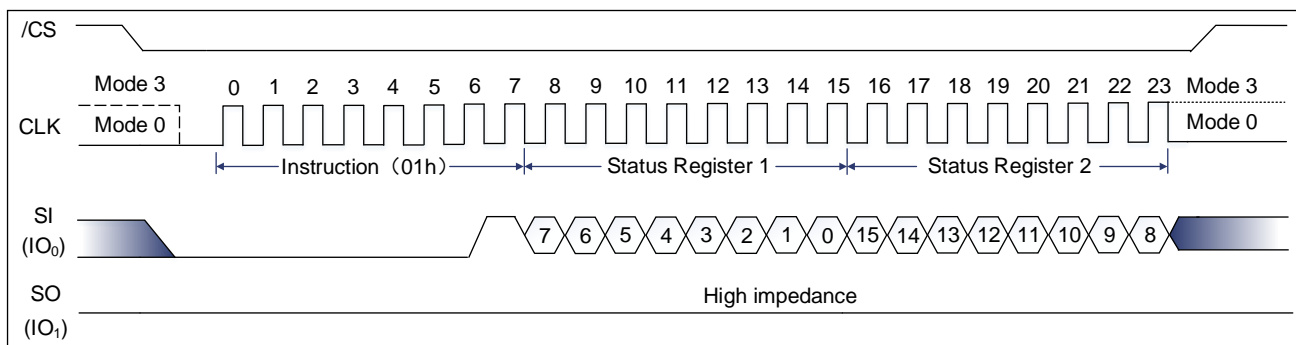 /CS
Mode 3 0 1 2 3 4 5 6 7 8 9 10 11 12 13 14 15 16 17 18 19 20 21 22 23 Mode 3
CLK Mode 0 Mode 0
Instruction（01h） Status Register 1 Status Register 2
SI
(IO₀) 7 6 5 4 3 2 1 0 15 14 13 12 11 10 9 8
SO High impedance
(IO₁)